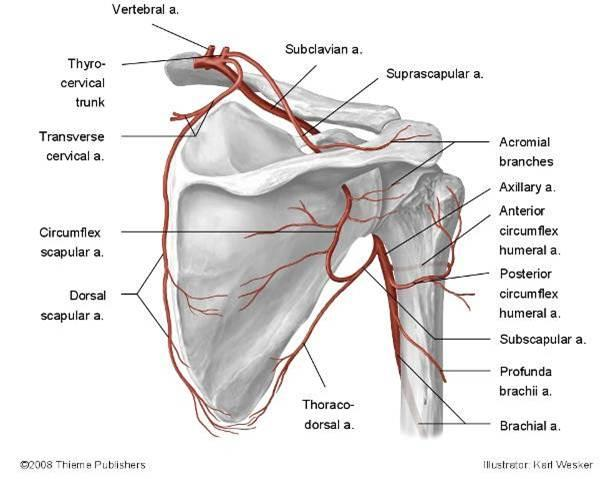 Vertebral a.
Subclavian a.
Thyro-
cervical
trunk
Suprascapular a.
Transverse
cervical a.
Acromial
branches
Axillary a.
Anterior
circumflex
humeral a.
Circumflex
scapular a.
Posterior
circumflex
humeral a.
Dorsal
scapular a.
Subscapular a.
Profunda
brachii a.
Thoraco-
dorsal a.
Brachial a.
©2008 Thieme Publishers
Illustrator: Karl Wesker